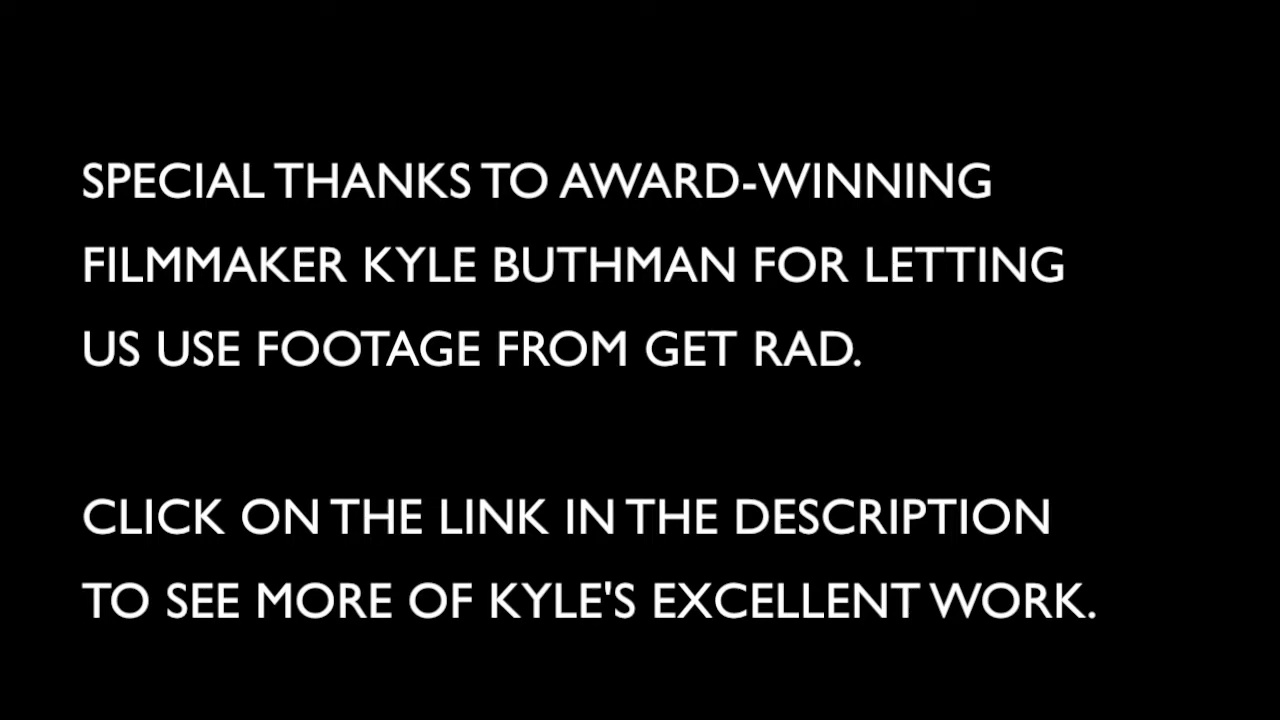 SPECIAL THANKS TO AWARD-WINNING
FILMMAKER KYLE BUTHMAN FOR LETTING
US USE FOOTAGE FROM GET RAD.
CLICK ON THE LINK IN THE DESCRIPTION
TO SEE MORE OF KYLE'S EXCELLENT WORK.